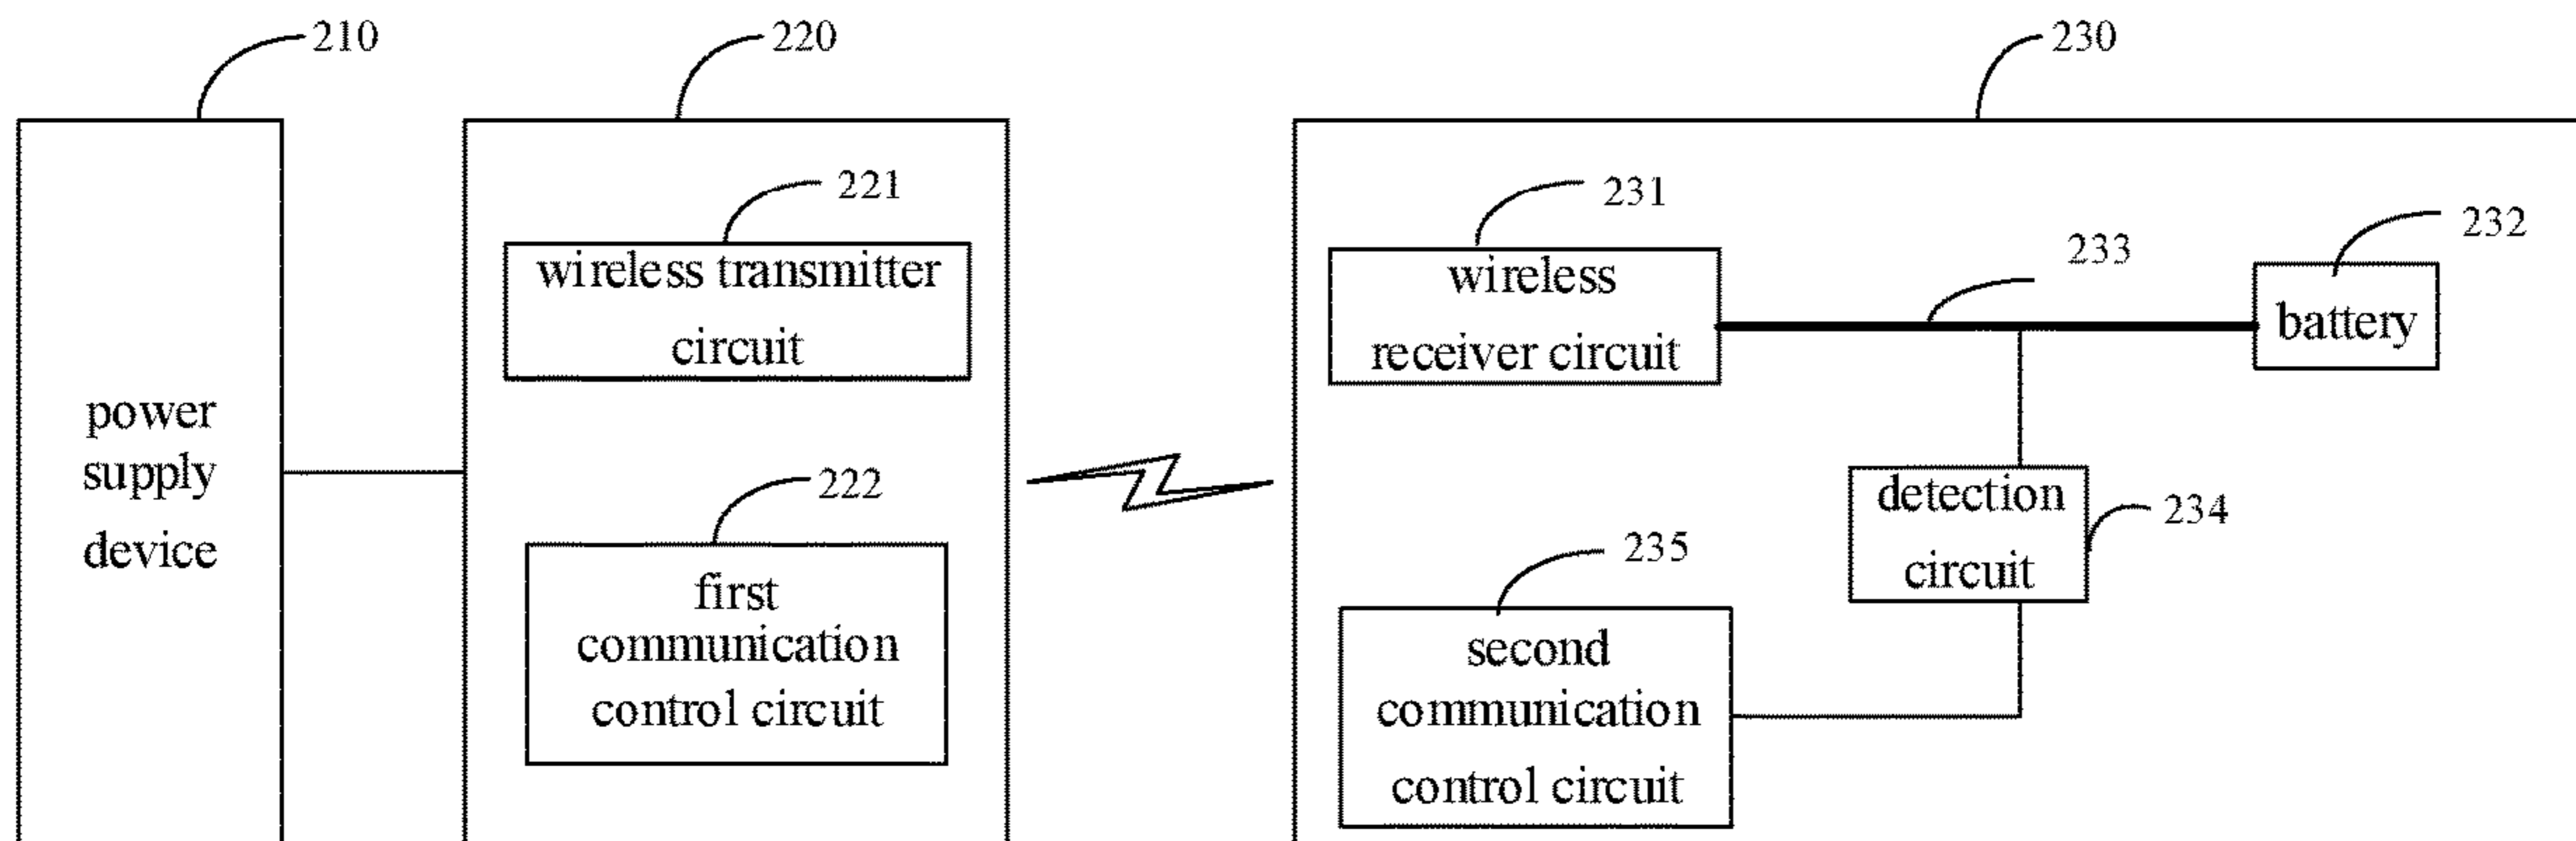 210
220
230
221
wireless transmitter
circuit
222
first
communication
control circuit
power
supply
device
231
wireless
receiver circuit
233
232
battery
detection
circuit
234
235
second
communication
control circuit